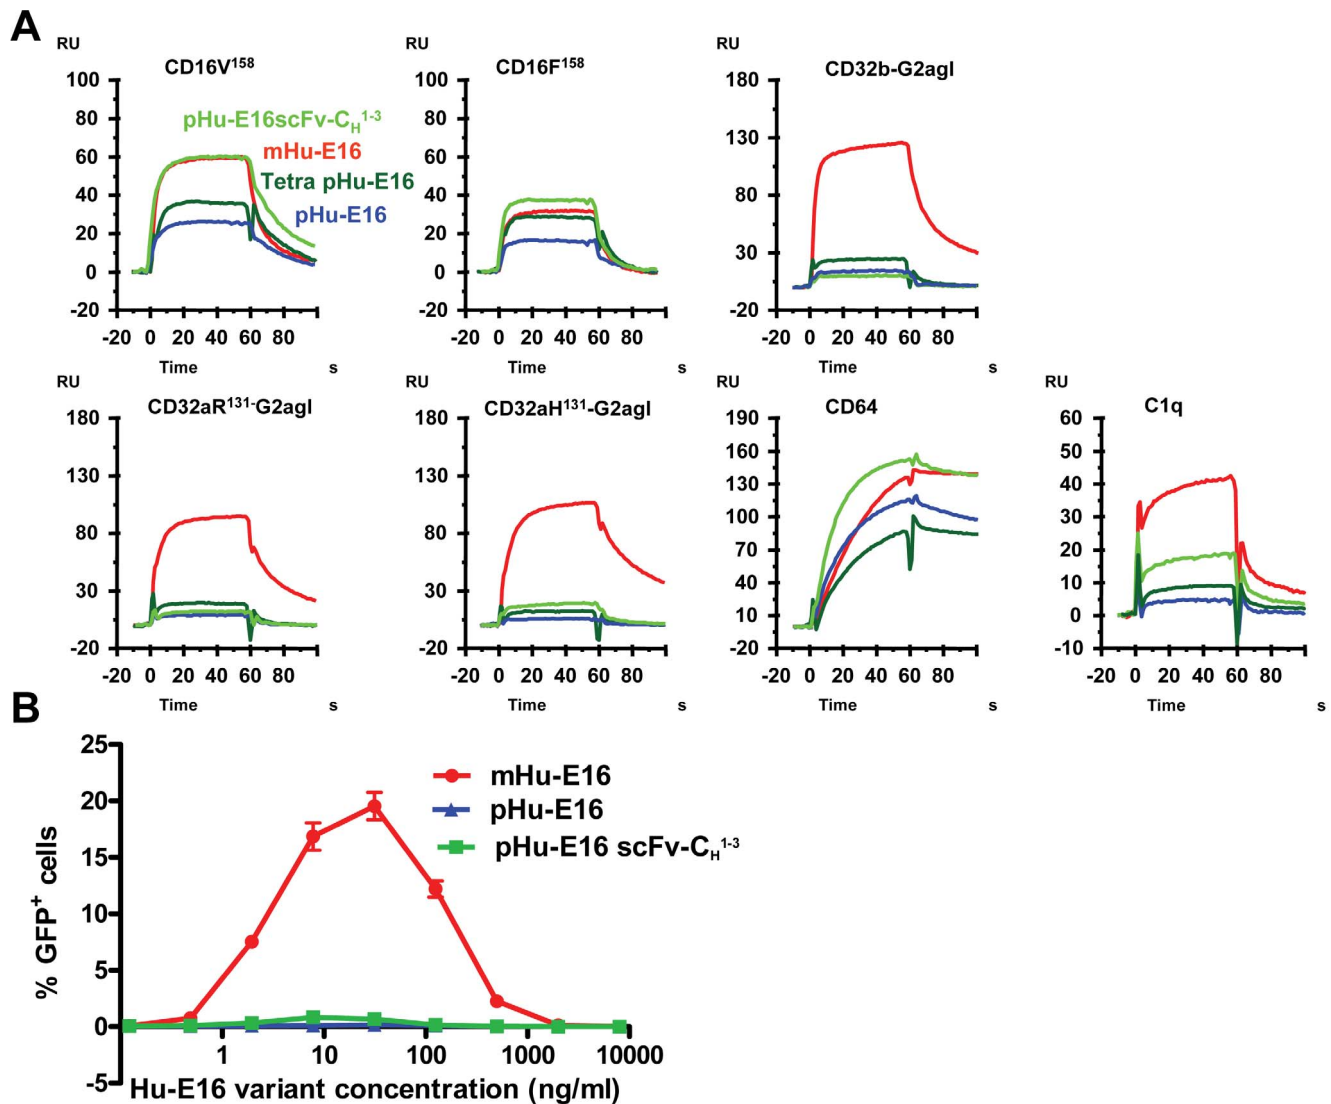 A
RU
CD16V¹⁵⁸
100
80
60
40
20
0
-20
-20 0 20 40 60 80
Time s
pHu-E16scFv-C_H¹⁻³
mHu-E16
Tetra pHu-E16
pHu-E16
RU
CD16F¹⁵⁸
100
80
60
40
20
0
-20
-20 0 20 40 60 80
Time s
RU
CD32b-G2agl
180
130
80
30
-20
-20 0 20 40 60 80
Time s
RU
CD32aR¹³¹⁻G2agl
180
130
80
30
-20
-20 0 20 40 60 80
Time s
RU
CD32aH¹³¹-G2agl
180
130
80
30
-20
-20 0 20 40 60 80
Time s
RU
CD64
190
160
130
100
70
40
10
-20
-20 0 20 40 60 80
Time s
RU
C1q
60
50
40
30
20
10
0
-10
-20 0 20 40 60 80
Time s
B
% GFP⁺ cells
25
20
15
10
5
0
-5
1 10 100 1000 10000
Hu-E16 variant concentration (ng/ml)
mHu-E16
pHu-E16
pHu-E16 scFv-C_H¹⁻³